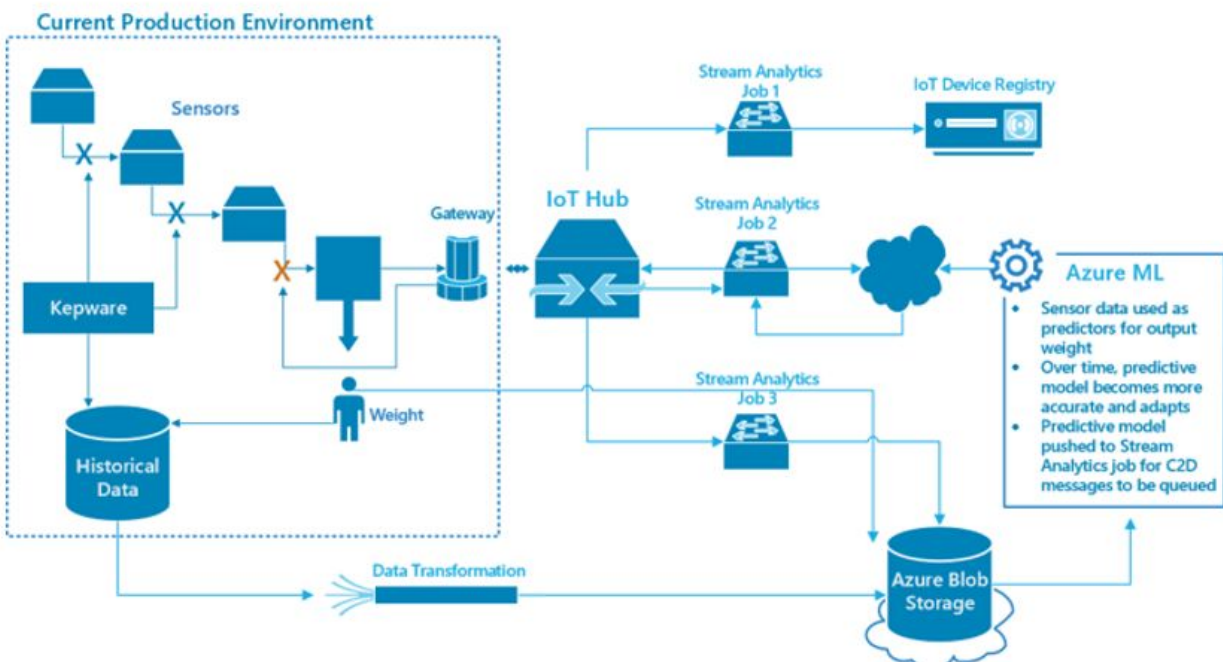 Current Production Environment
Sensors
X
X
X
Gateway
Kepware
Weight
Historical
Data
Data Transformation
IoT Hub
Stream Analytics
Job 1
IoT Device Registry
Stream Analytics
Job 2
Stream Analytics
Job 3
Azure ML
• Sensor data used as
predictors for output
weight
• Over time, predictive
model becomes more
accurate and adapts
• Predictive model
pushed to Stream
Analytics job for C2D
messages to be queued
Azure Blob
Storage